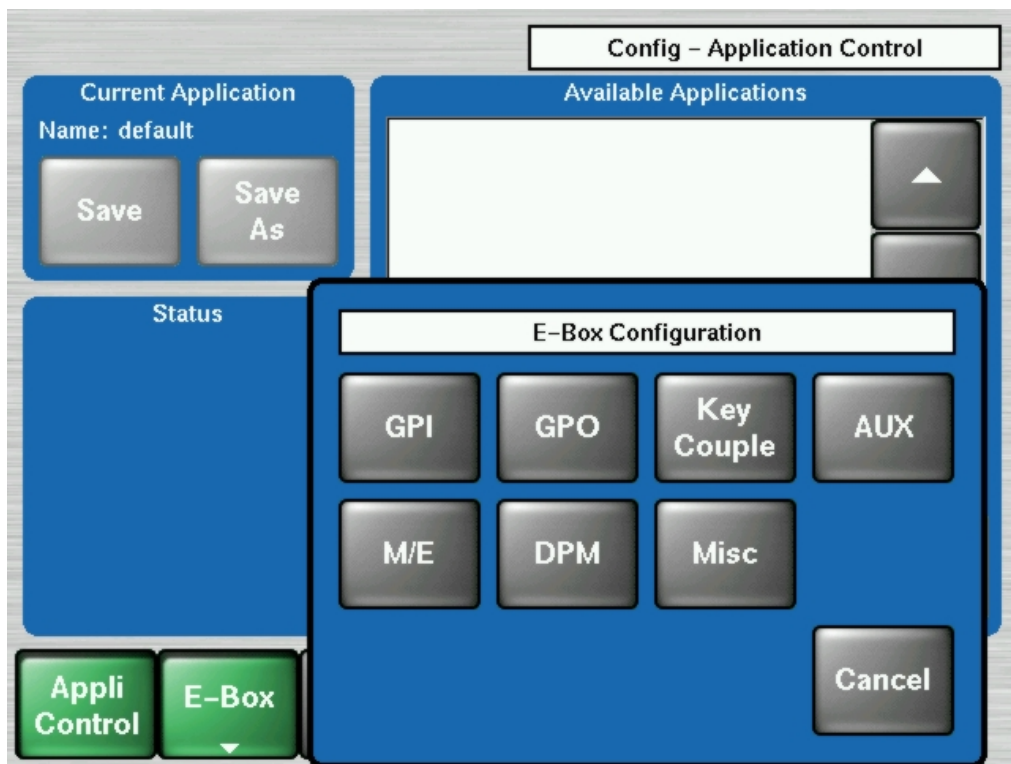 Config – Application Control
Current Application
Available Applications
Name: default
Save
Save
As
Status
E–Box Configuration
GPI
GPO
Key
Couple
AUX
M/E
DPM
Misc
Cancel
Appli
Control
E–Box